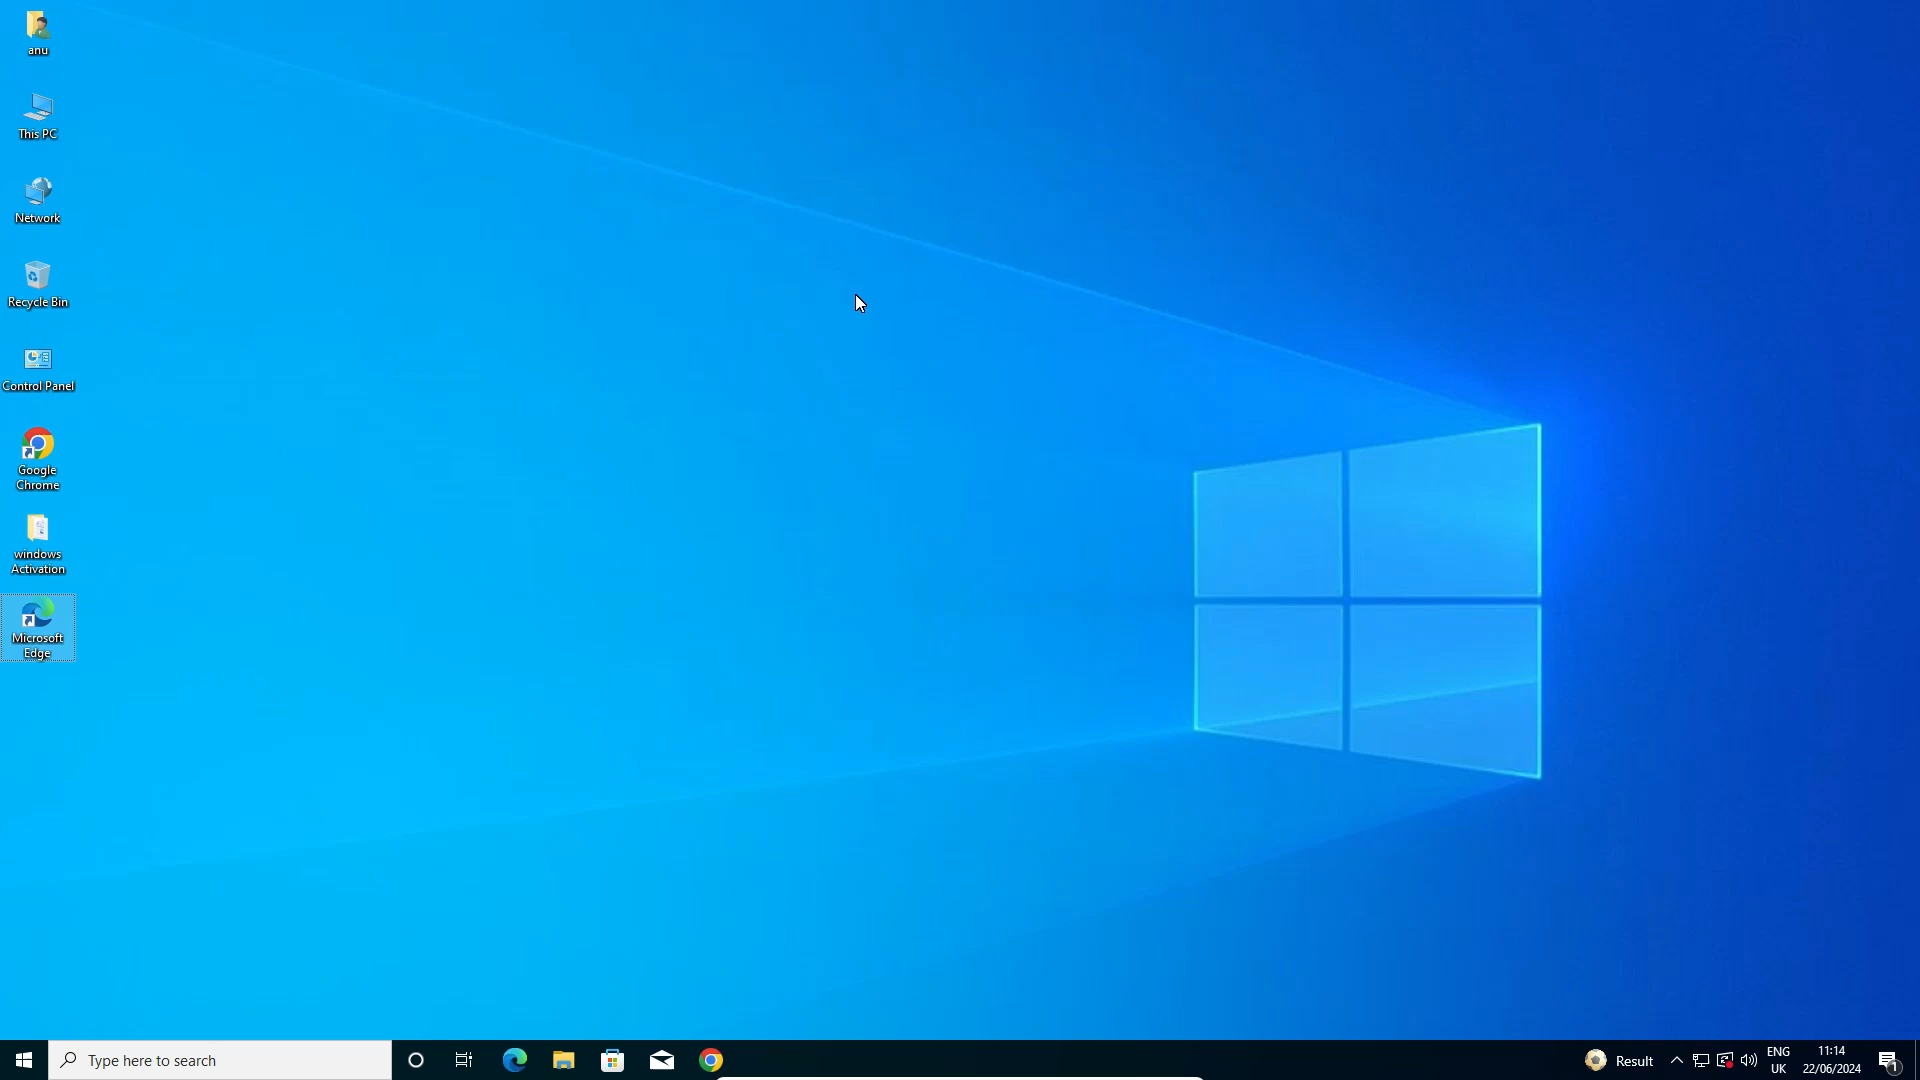 anu
This PC
Network
Recycle Bin
Control Panel
Google
Chrome
windows
Activation
Microsoft
Edge
Type here to search
Result
ENG
UK
11:14
22/06/2024
1